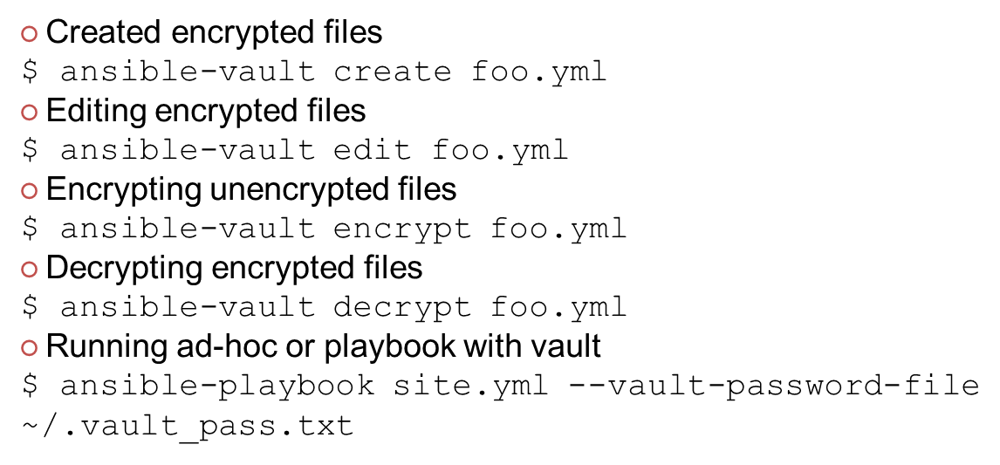 ○ Created encrypted files
$ ansible-vault create foo.yml
○ Editing encrypted files
$ ansible-vault edit foo.yml
○ Encrypting unencrypted files
$ ansible-vault encrypt foo.yml
○ Decrypting encrypted files
$ ansible-vault decrypt foo.yml
○ Running ad-hoc or playbook with vault
$ ansible-playbook site.yml --vault-password-file
~/.vault_pass.txt